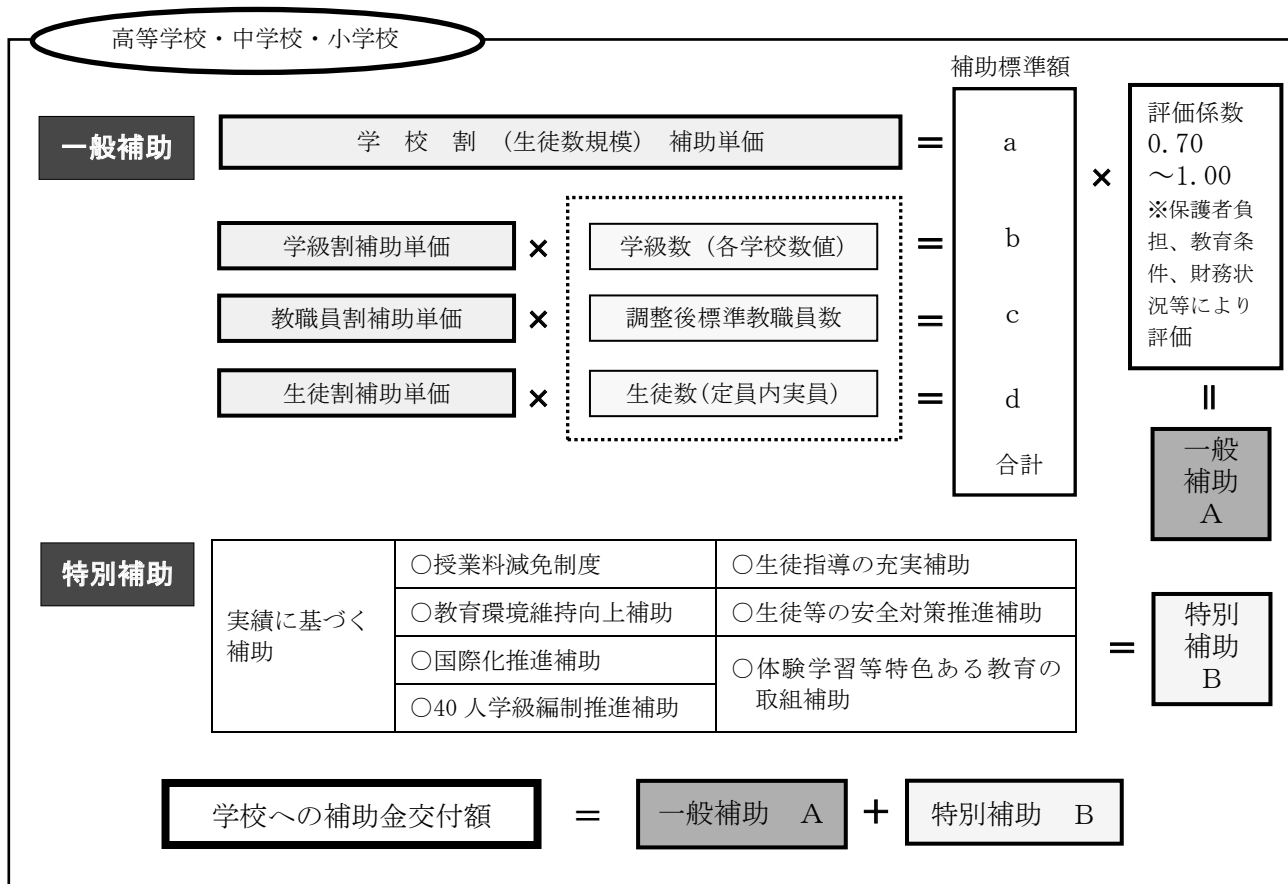 高等学校・中学校・小学校
補助標準額
一般補助
学 校 割 (生徒数規模) 補助単価
=
a
×
評価係数
0.70
～1.00
※保護者負
担、教育条
件、財務状
況等により
評価
学級割補助単価
×
学級数 (各学校数値)
=
b
教職員割補助単価
×
調整後標準教職員数
=
c
生徒割補助単価
×
生徒数(定員内実員)
=
d
合計
=
一般
補助
A
特別補助
実績に基づく
補助
○授業料減免制度
○教育環境維持向上補助
○国際化推進補助
○40 人学級編制推進補助
○生徒指導の充実補助
○生徒等の安全対策推進補助
○体験学習等特色ある教育の
取組補助
=
特別
補助
B
学校への補助金交付額 = 一般補助 A + 特別補助 B